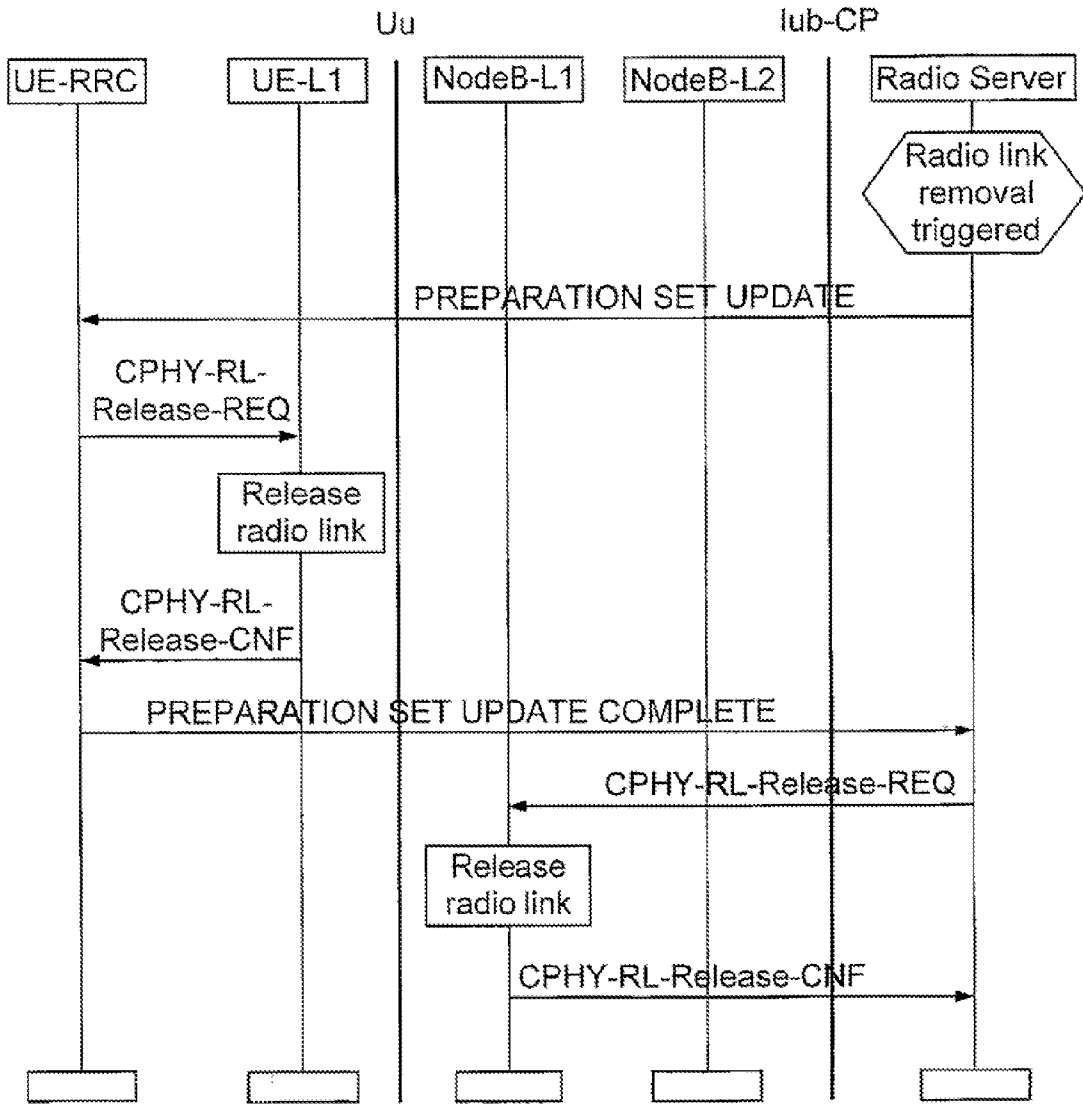 Uu
Iub-CP
UE-RRC
UE-L1
NodeB-L1
NodeB-L2
Radio Server
Radio link
removal
triggered
PREPARATION SET UPDATE
CPHY-RL-
Release-REQ
Release
radio link
CPHY-RL-
Release-CNF
PREPARATION SET UPDATE COMPLETE
CPHY-RL-Release-REQ
Release
radio link
CPHY-RL-Release-CNF